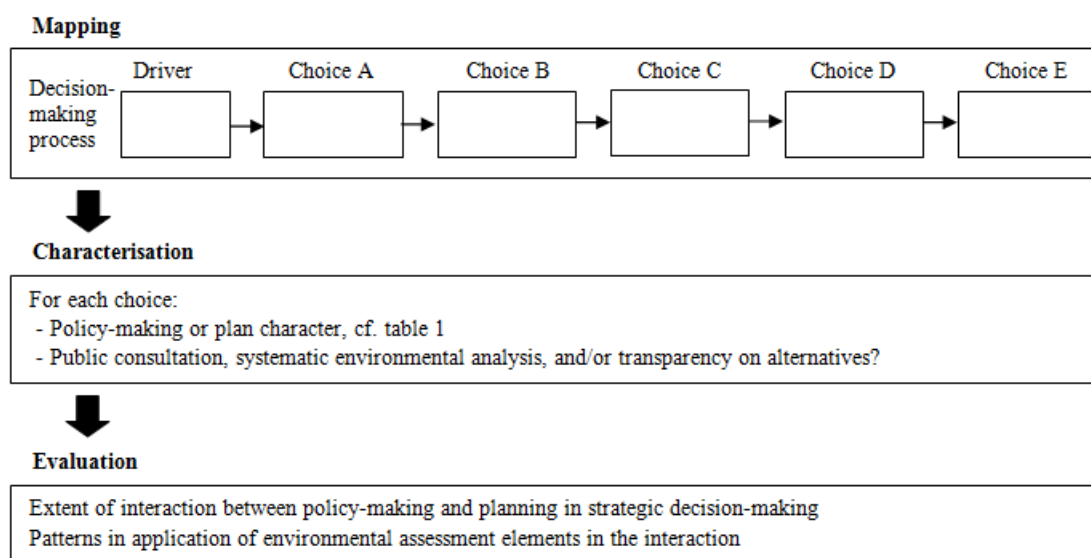 Mapping
Driver Choice A Choice B Choice C Choice D Choice E
Decision-
making
process
Characterisation
For each choice:
- Policy-making or plan character, cf. table 1
- Public consultation, systematic environmental analysis, and/or transparency on alternatives?
Evaluation
Extent of interaction between policy-making and planning in strategic decision-making
Patterns in application of environmental assessment elements in the interaction